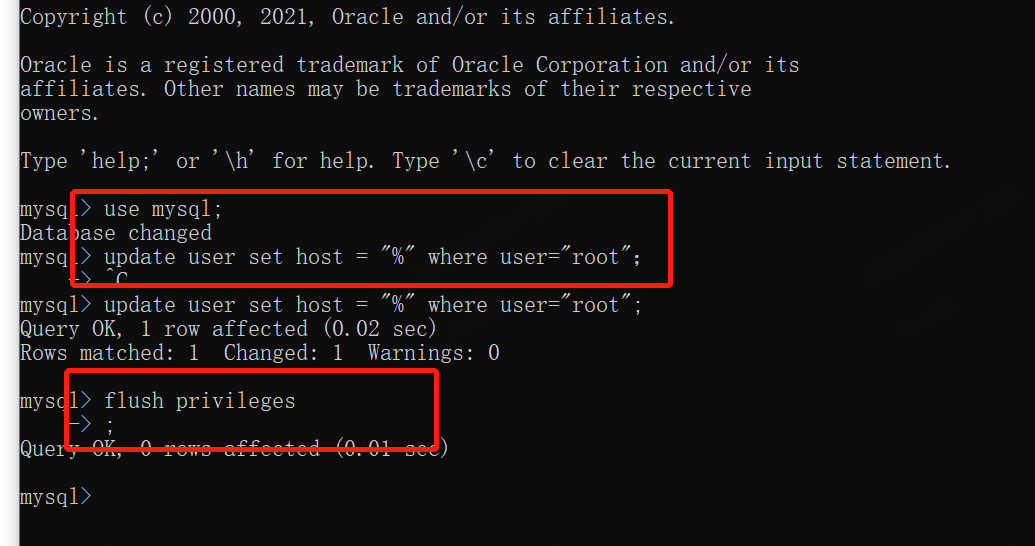 Copyright (c) 2000, 2021, Oracle and/or its affiliates.
Oracle is a registered trademark of Oracle Corporation and/or its
affiliates. Other names may be trademarks of their respective
owners.
Type 'help;' or '\h' for help. Type '\c' to clear the current input statement.
mysql> use mysql;
Database changed
mysql> update user set host = "%" where user="root"；
-> ^C
mysql> update user set host = "%" where user="root";
Query OK, 1 row affected (0.02 sec)
Rows matched: 1  Changed: 1  Warnings: 0
mysql> flush privileges
-> ;
Query OK, 0 rows affected (0.01 sec)
mysql>